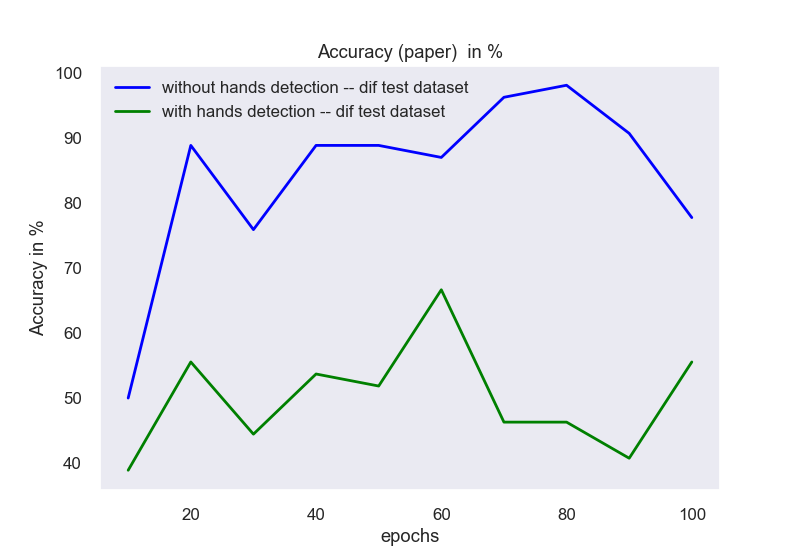 Accuracy (paper)  in %
without hands detection -- dif test dataset
with hands detection -- dif test dataset
100
90
80
70
60
50
40
Accuracy in %
20 40 60 80 100
epochs